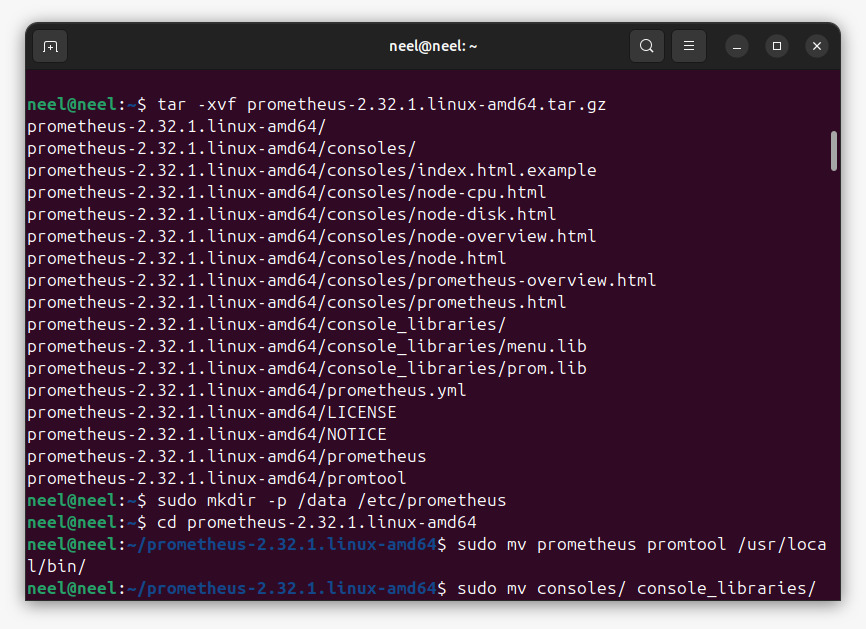 neel@neel: ~
neel@neel:~$ tar -xvf prometheus-2.32.1.linux-amd64.tar.gz
prometheus-2.32.1.linux-amd64/
prometheus-2.32.1.linux-amd64/consoles/
prometheus-2.32.1.linux-amd64/consoles/index.html.example
prometheus-2.32.1.linux-amd64/consoles/node-cpu.html
prometheus-2.32.1.linux-amd64/consoles/node-disk.html
prometheus-2.32.1.linux-amd64/consoles/node-overview.html
prometheus-2.32.1.linux-amd64/consoles/node.html
prometheus-2.32.1.linux-amd64/consoles/prometheus-overview.html
prometheus-2.32.1.linux-amd64/consoles/prometheus.html
prometheus-2.32.1.linux-amd64/console_libraries/
prometheus-2.32.1.linux-amd64/console_libraries/menu.lib
prometheus-2.32.1.linux-amd64/console_libraries/prom.lib
prometheus-2.32.1.linux-amd64/prometheus.yml
prometheus-2.32.1.linux-amd64/LICENSE
prometheus-2.32.1.linux-amd64/NOTICE
prometheus-2.32.1.linux-amd64/prometheus
prometheus-2.32.1.linux-amd64/promtool
neel@neel:~$ sudo mkdir -p /data /etc/prometheus
neel@neel:~$ cd prometheus-2.32.1.linux-amd64
neel@neel:~/prometheus-2.32.1.linux-amd64$ sudo mv prometheus promtool /usr/loca
l/bin/
neel@neel:~/prometheus-2.32.1.linux-amd64$ sudo mv consoles/ console_libraries/